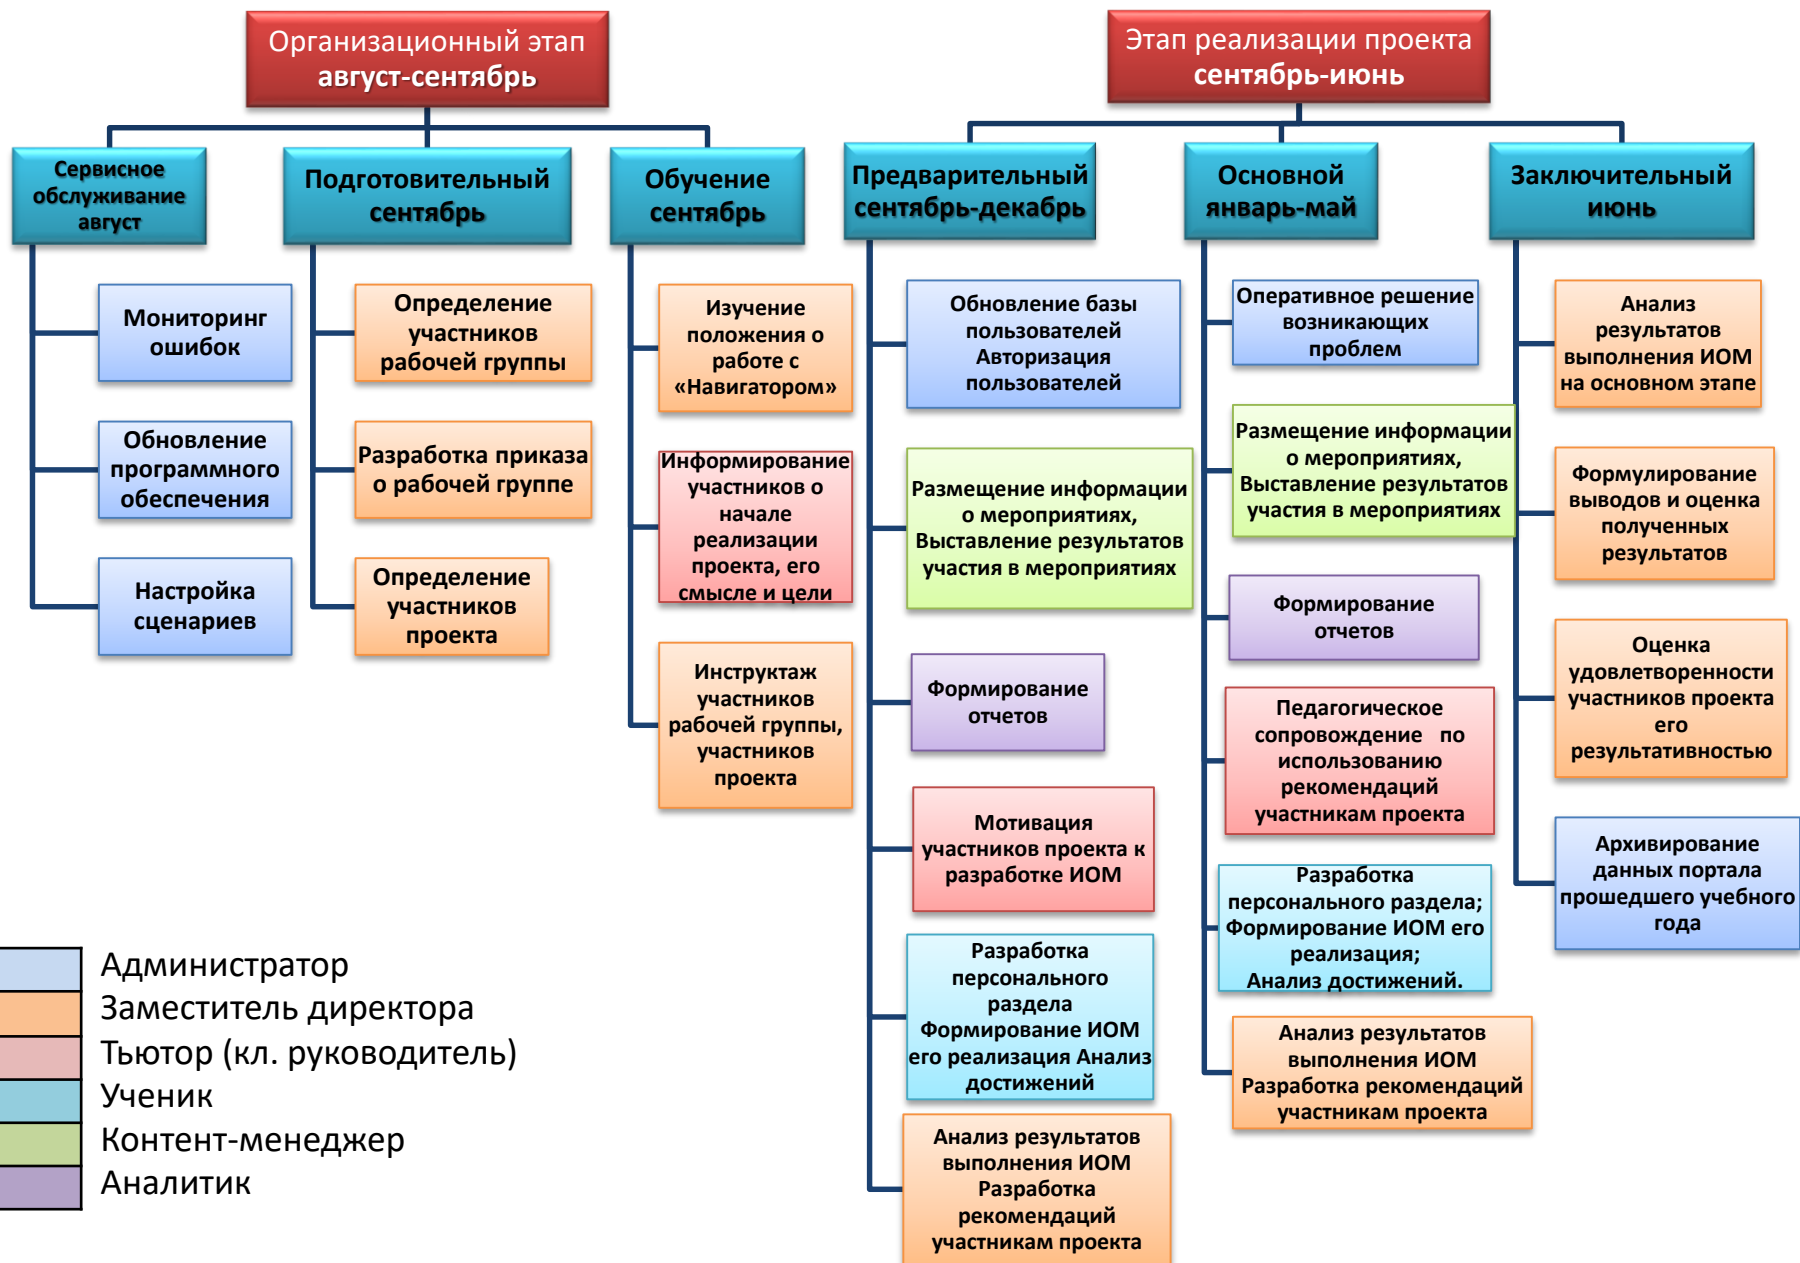 Организационный этап
август-сентябрь
Сервисное
обслуживание
август
Мониторинг
ошибок
Обновление
программного
обеспечения
Настройка
сценариев
Подготовительный
сентябрь
Определение
участников
рабочей группы
Разработка приказа
о рабочей группе
Определение
участников
проекта
Обучение
сентябрь
Изучение
положения о
работе с
«Навигатором»
Информирование
участников о
начале
реализации
проекта, его
смысле и цели
Инструктаж
участников
рабочей группы,
участников
проекта
Этап реализации проекта
сентябрь-июнь
Предварительный
сентябрь-декабрь
Обновление базы
пользователей
Авторизация
пользователей
Размещение информации
о мероприятиях,
Выставление результатов
участия в мероприятиях
Формирование
отчетов
Мотивация
участников проекта к
разработке ИОМ
Разработка
персонального
раздела
Формирование ИОМ
его реализация Анализ
достижений
Анализ результатов
выполнения ИОМ
Разработка
рекомендаций
участникам проекта
Основной
январь-май
Оперативное решение
возникающих
проблем
Размещение информации
о мероприятиях,
Выставление результатов
участия в мероприятиях
Формирование
отчетов
Педагогическое
сопровождение по
использованию
рекомендаций
участникам проекта
Разработка
персонального раздела;
Формирование ИОМ его
реализация;
Анализ достижений.
Анализ результатов
выполнения ИОМ
Разработка рекомендаций
участникам проекта
Заключительный
июнь
Анализ
результатов
выполнения ИОМ
на основном этапе
Формулирование
выводов и оценка
полученных
результатов
Оценка
удовлетворенности
участников проекта
его
результативностью
Архивирование
данных портала
прошедшего учебного
года
Администратор
Заместитель директора
Тьютор (кл. руководитель)
Ученик
Контент-менеджер
Аналитик